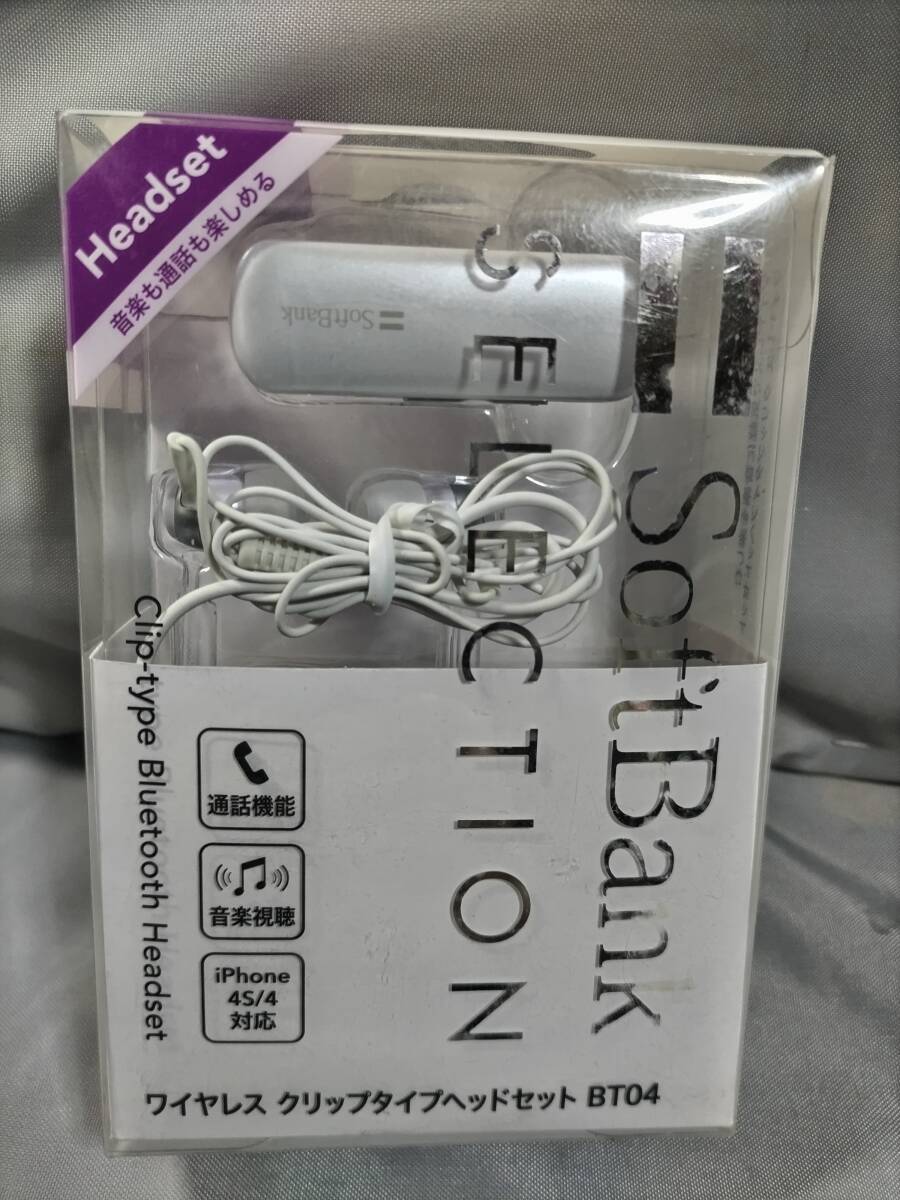 Headset
音楽も通話も楽しめる
SoftBank
SoftBank
SELECTION
Clip-type Bluetooth Headset
通話機能
音楽視聴
iPhone
4S/4
対応
ワイヤレス クリップタイプヘッドセット BT04